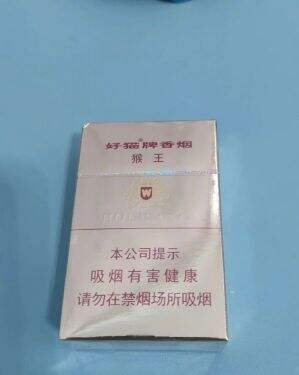 好猫®牌香烟
猴王
W
本公司提示
吸烟有害健康
请勿在禁烟场所吸烟